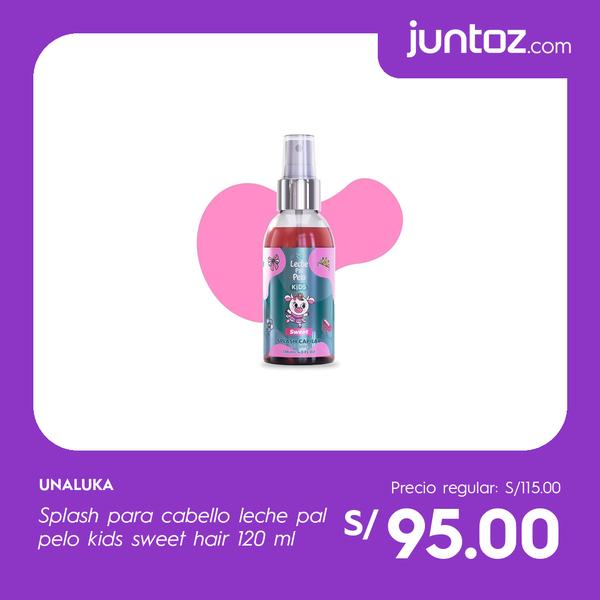 juntoz.com
Leche
Pal
Pelo
KIDS
Sweet
SPLASH CAPILAR
UNALUKA
Splash para cabello leche pal
pelo kids sweet hair 120 ml
Precio regular: S/115.00
S/95.00